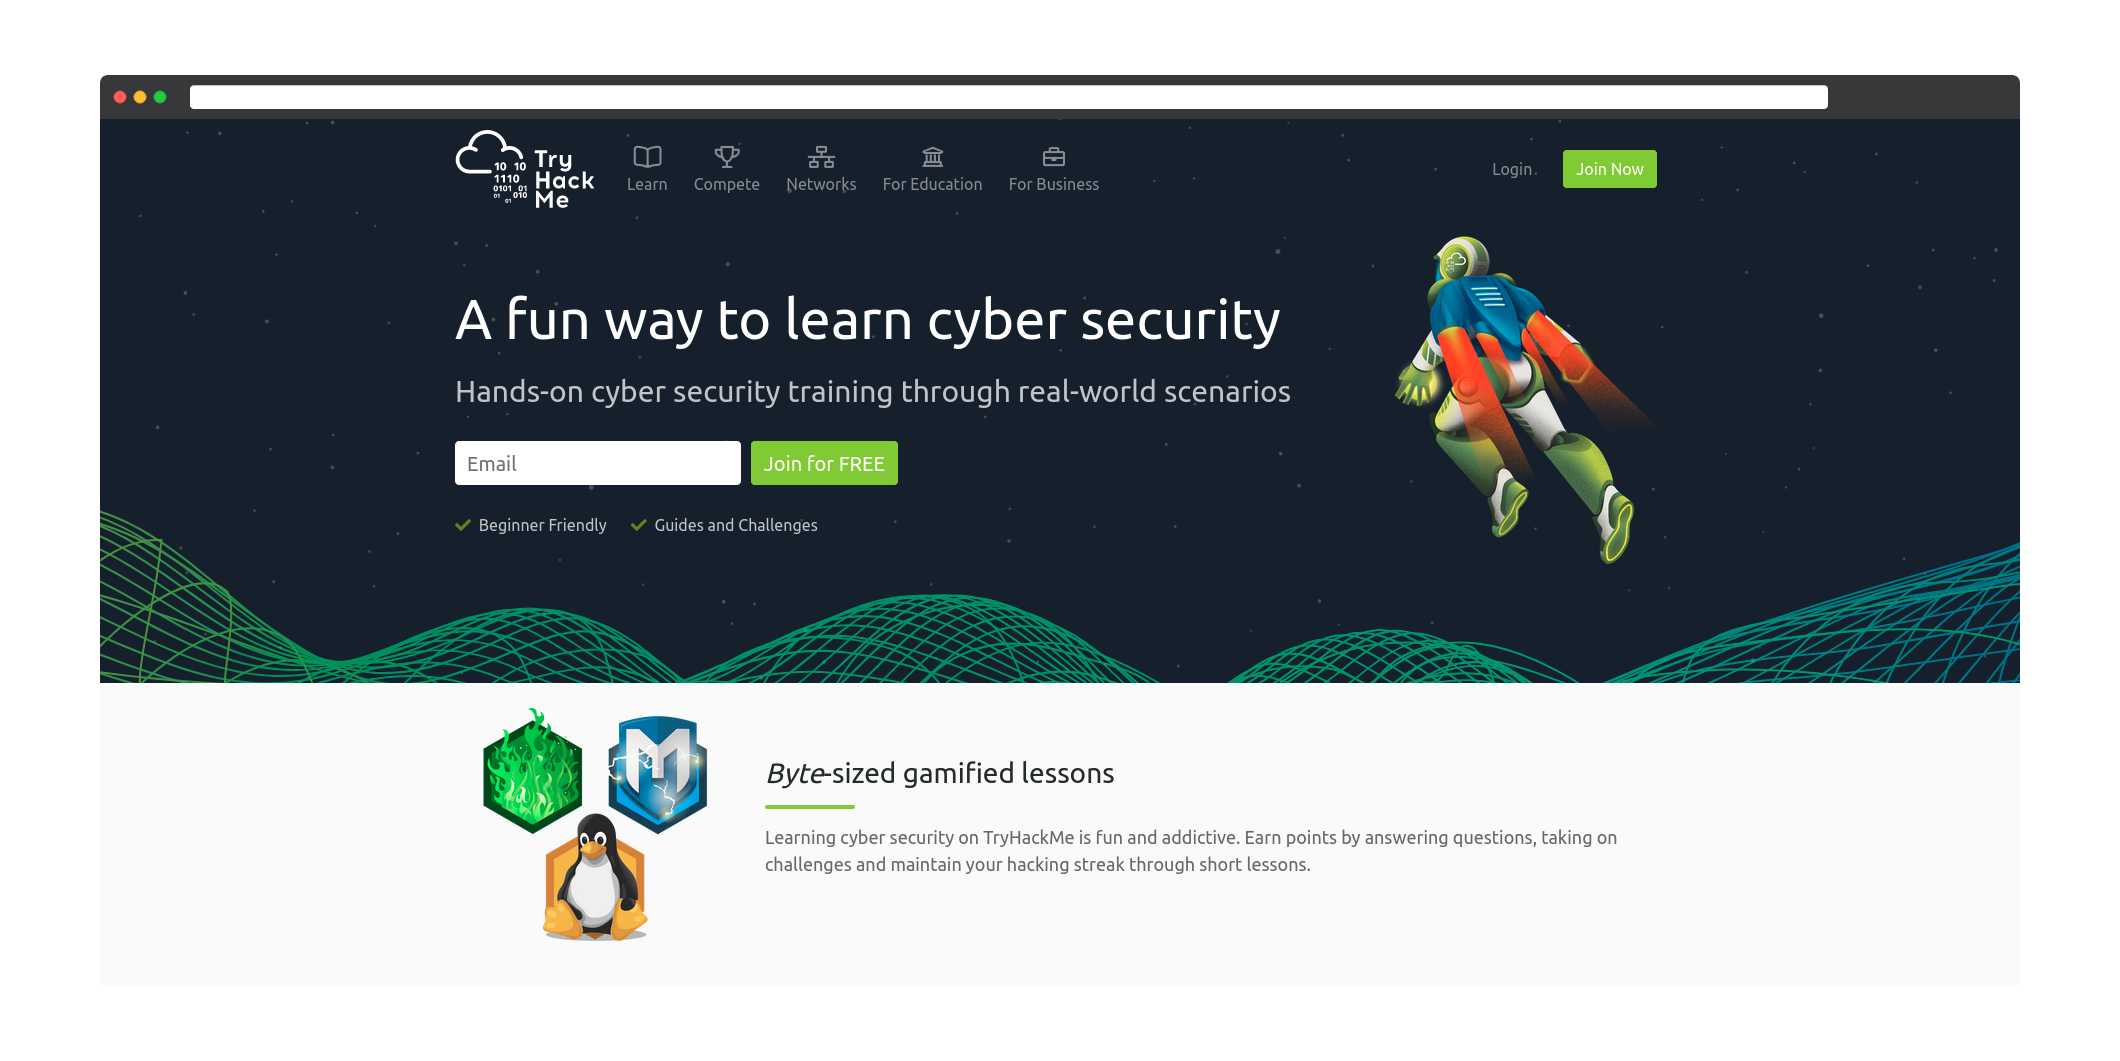 Try
Hack
Me
10 10
1110
0101 01
01 010
01
Learn
Compete
Networks
For Education
For Business
Login
Join Now
A fun way to learn cyber security
Hands-on cyber security training through real-world scenarios
Email
Join for FREE
Beginner Friendly
Guides and Challenges
M
Byte-sized gamified lessons
Learning cyber security on TryHackMe is fun and addictive. Earn points by answering questions, taking on
challenges and maintain your hacking streak through short lessons.